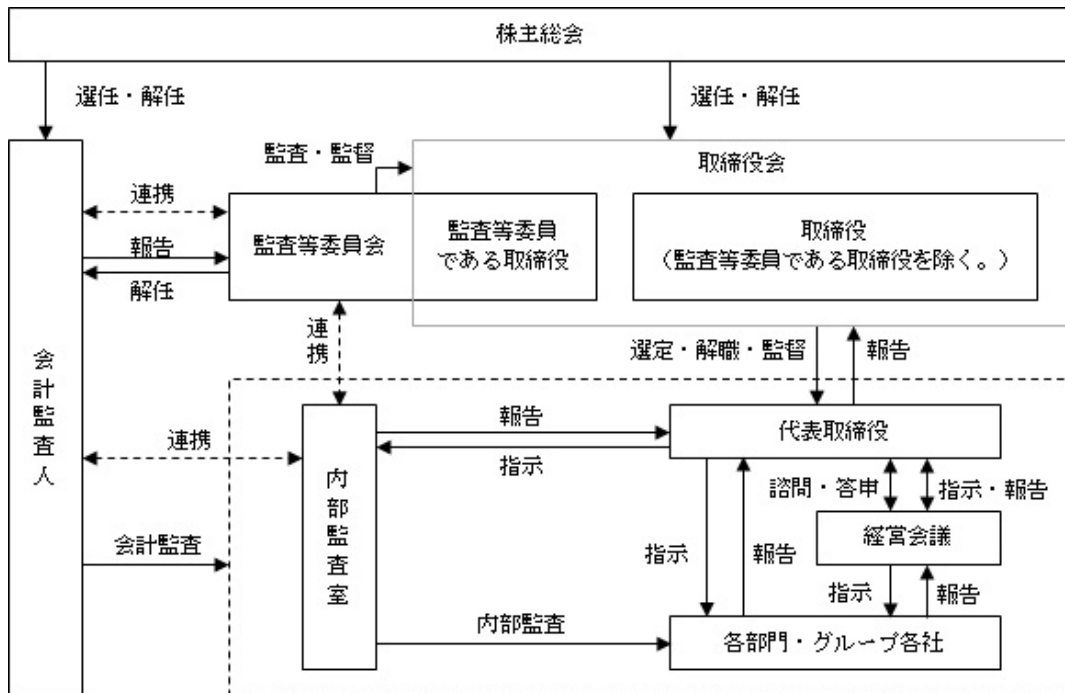 株主総会
選任・解任
選任・解任
監査・監督
取締役会
連携
監査等委員会
監査等委員
である取締役
取締役
(監査等委員である取締役を除く。)
報告
解任
連携
選定・解職・監督
報告
会計監査人
連携
内部監査室
報告
指示
代表取締役
諮問・答申
指示・報告
経営会議
会計監査
指示
報告
指示
報告
内部監査
各部門・グループ各社